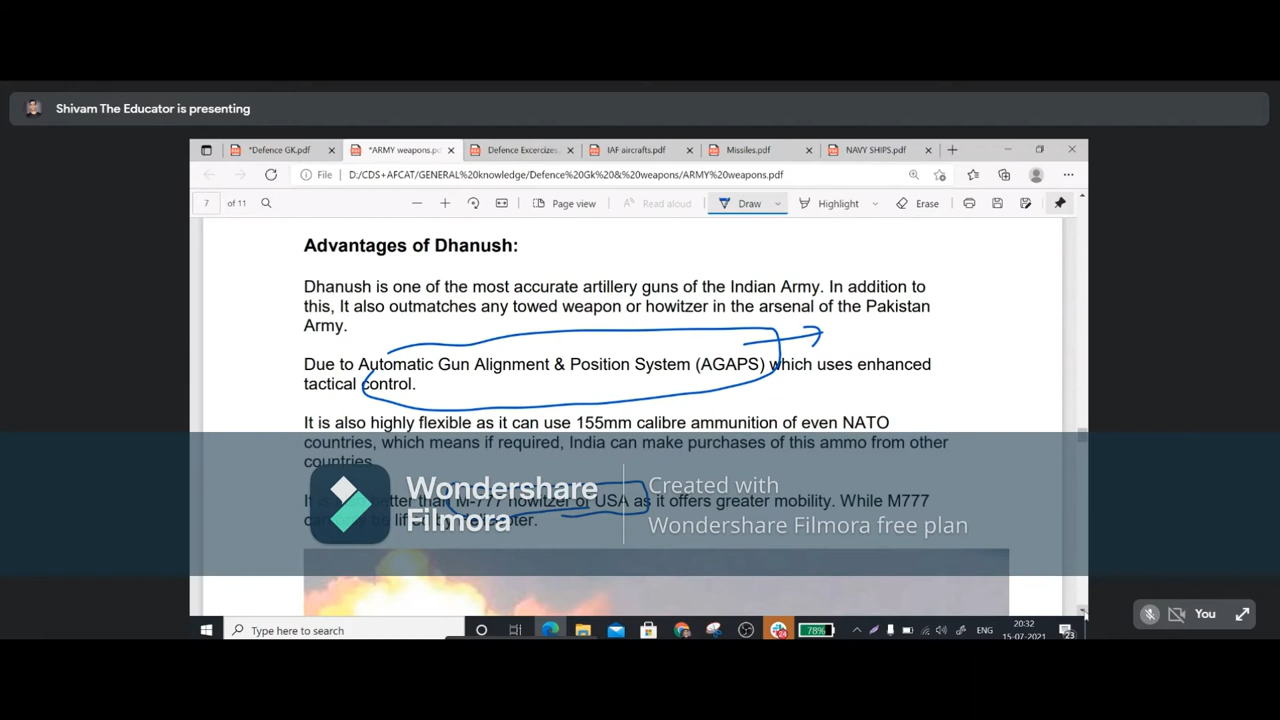 Shivam The Educator is presenting
*Defence GK.pdf
*ARMY weapons.pd
Defence Excercizes.
IAF aircrafts.pdf
Missiles.pdf
NAVY SHIPS.pdf
File D:/CDS+AFCAT/GENERAL%20knowledge/Defence%20Gk%20&%20weapons/ARMY%20weapons.pdf
7 of 11 Page view Read aloud Draw Highlight Erase
Advantages of Dhanush:
Dhanush is one of the most accurate artillery guns of the Indian Army. In addition to
this, It also outmatches any towed weapon or howitzer in the arsenal of the Pakistan
Army.
Due to Automatic Gun Alignment & Position System (AGAPS) which uses enhanced
tactical control.
It is also highly flexible as it can use 155mm calibre ammunition of even NATO
countries, which means if required, India can make purchases of this ammo from other
countries.
It is better than M-777 howitzer of USA as it offers greater mobility. While M777
Wondershare
Filmora
Created with
Wondershare Filmora free plan
You
Type here to search
78%
ENG
20:32
15-07-2021
23